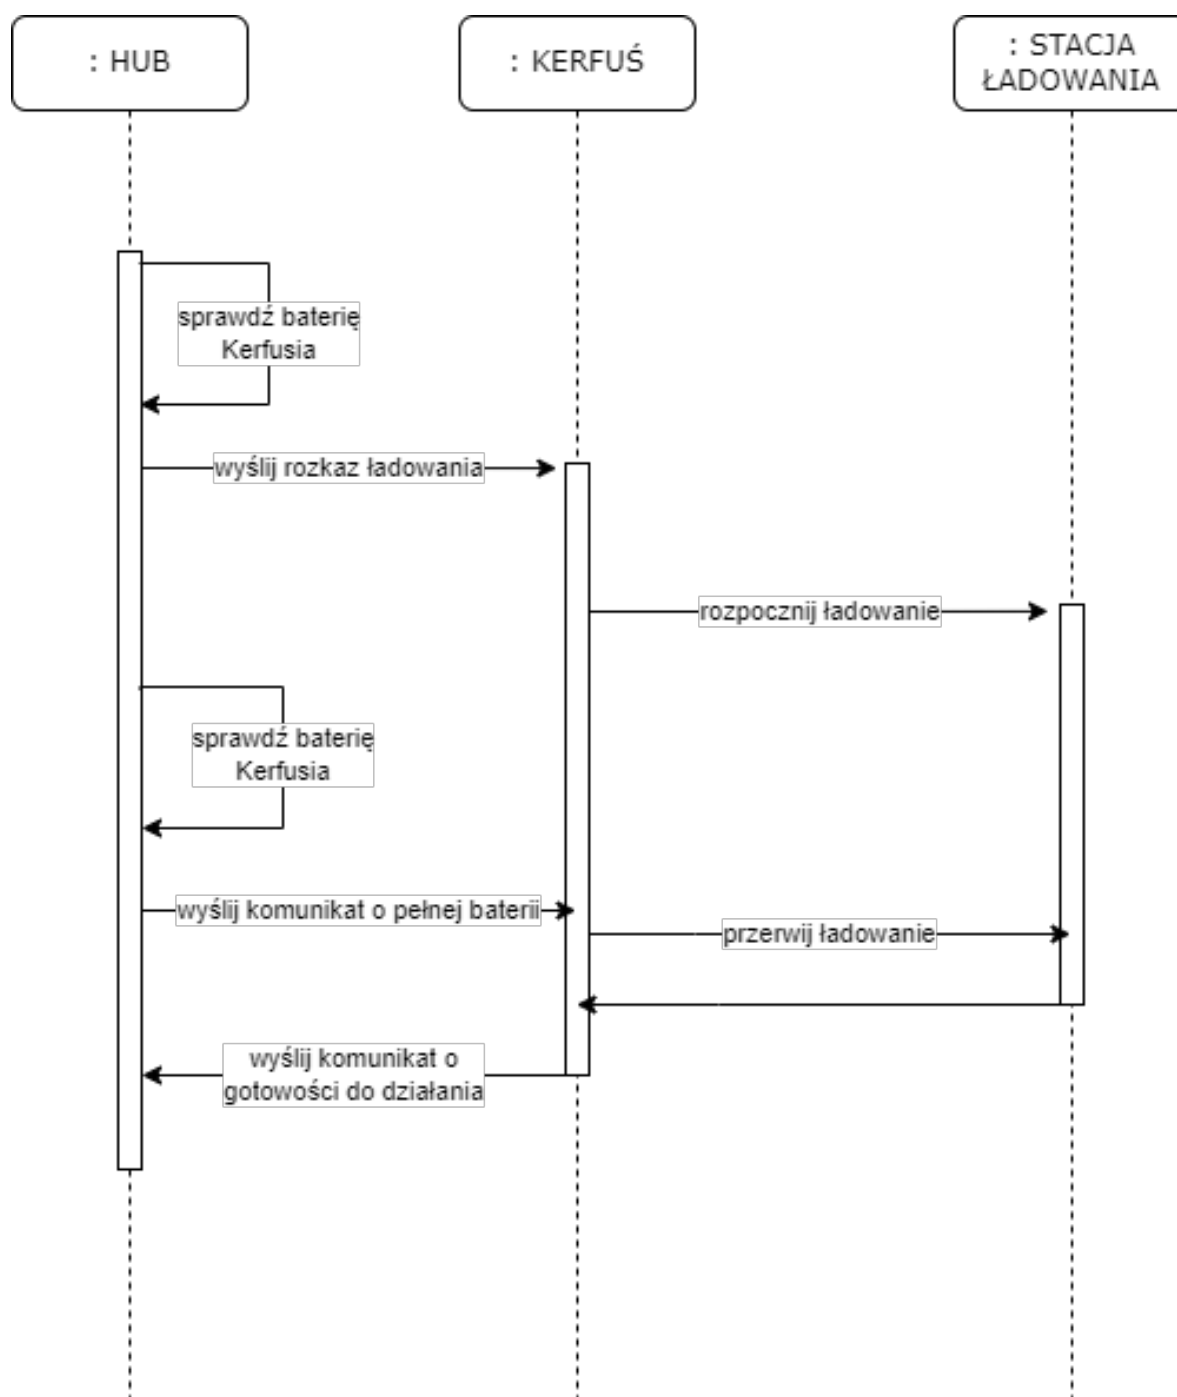 : HUB
: KERFUŚ
: STACJA
ŁADOWANIA
sprawdź baterię
Kerfusia
wyślij rozkaz ładowania
rozpocznij ładowanie
sprawdź baterię
Kerfusia
wyślij komunikat o pełnej baterii
przerwij ładowanie
wyślij komunikat o
gotowości do działania